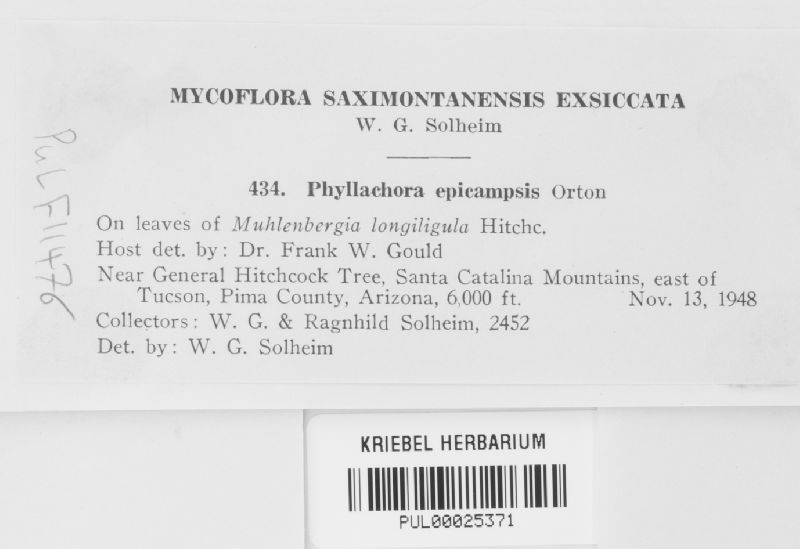 MYCOFLORA SAXIMONTANENSIS EXSICCATA
W. G. Solheim
434. Phyllachora epicampsis Orton
On leaves of Muhlenbergia longiligula Hitchc.
Host det. by: Dr. Frank W. Gould
Near General Hitchcock Tree, Santa Catalina Mountains, east of
Tucson, Pima County, Arizona, 6,000 ft. Nov. 13, 1948
Collectors: W. G. & Ragnhild Solheim, 2452
Det. by: W. G. Solheim
PUL F11476
KRIEBEL HERBARIUM
PUL00025371